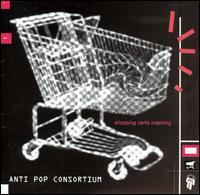 shopping carts crashing
ANTI POP CONSORTIUM